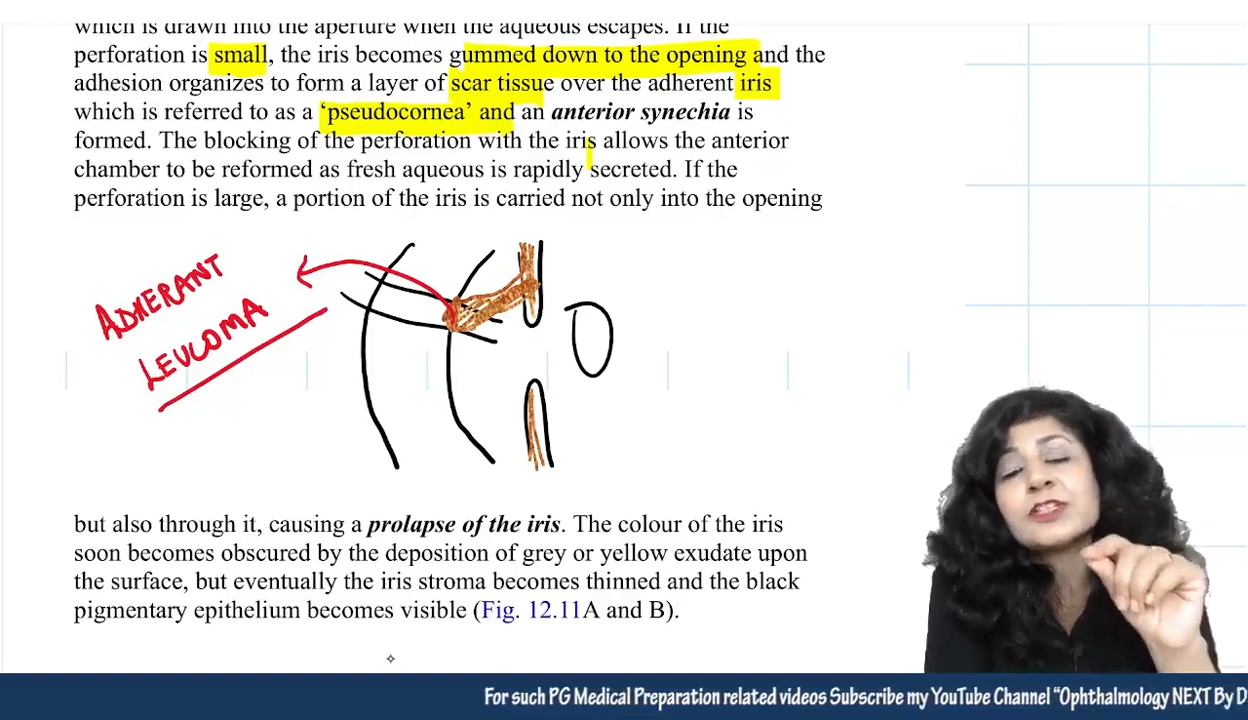 which is drawn into the aperture when the aqueous escapes. If the
perforation is small, the iris becomes gummed down to the opening and the
adhesion organizes to form a layer of scar tissue over the adherent iris
which is referred to as a ‘pseudocornea’ and an anterior synechia is
formed. The blocking of the perforation with the iris allows the anterior
chamber to be reformed as fresh aqueous is rapidly secreted. If the
perforation is large, a portion of the iris is carried not only into the opening
ADHERANT
LEUCOMA
but also through it, causing a prolapse of the iris. The colour of the iris
soon becomes obscured by the deposition of grey or yellow exudate upon
the surface, but eventually the iris stroma becomes thinned and the black
pigmentary epithelium becomes visible (Fig. 12.11A and B).
For such PG Medical Preparation related videos Subscribe my YouTube Channel “Ophthalmology NEXT By D